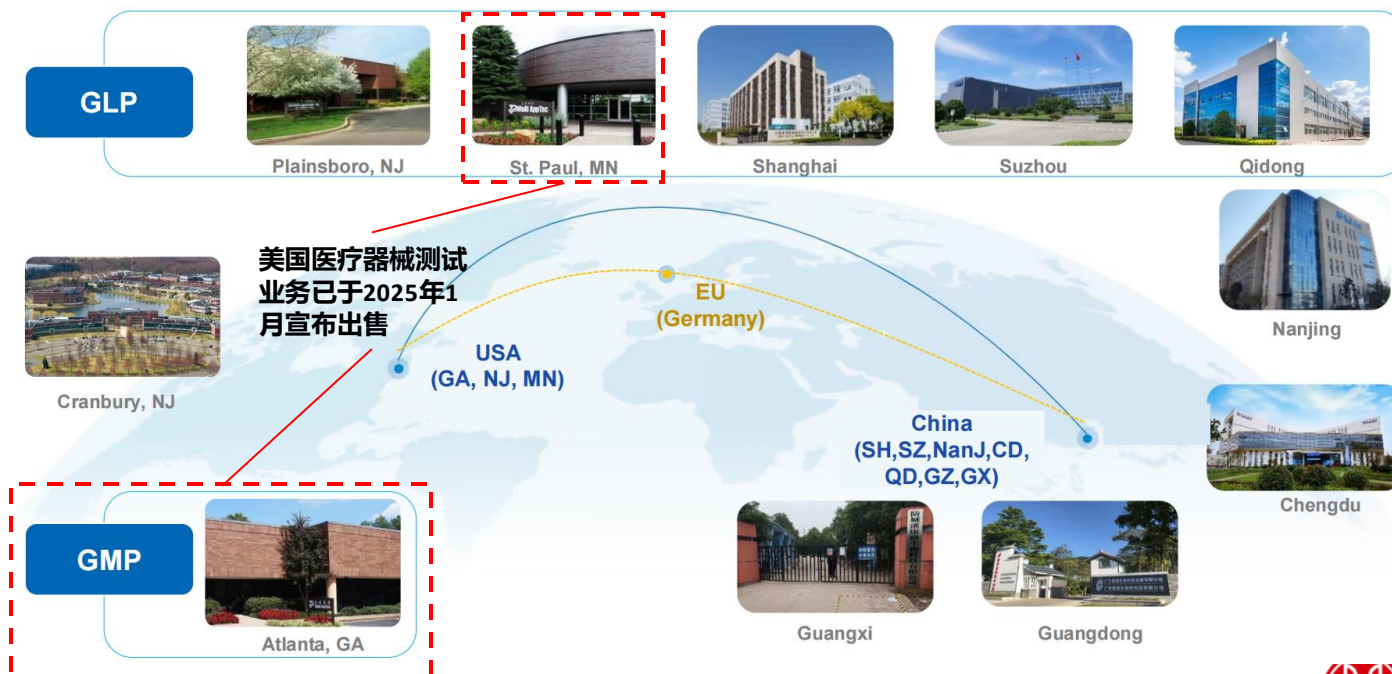 GLP
Plainsboro, NJ
St. Paul, MN
Shanghai
Suzhou
Qidong
WuXi AppTec
美国医疗器械测试
业务已于2025年1
月宣布出售
EU
(Germany)
Nanjing
Cranbury, NJ
USA
(GA, NJ, MN)
China
(SH,SZ,NanJ,CD,
QD,GZ,GX)
Chengdu
GMP
Atlanta, GA
Guangxi
Guangdong